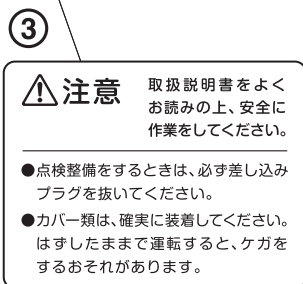 ③
注意
取扱説明書をよく
お読みの上、安全に
作業をしてください。
●点検整備をするときは、必ず差し込み
プラグを抜いてください。
●カバー類は、確実に装着してください。
はずしたままで運転すると、ケガを
するおそれがあります。